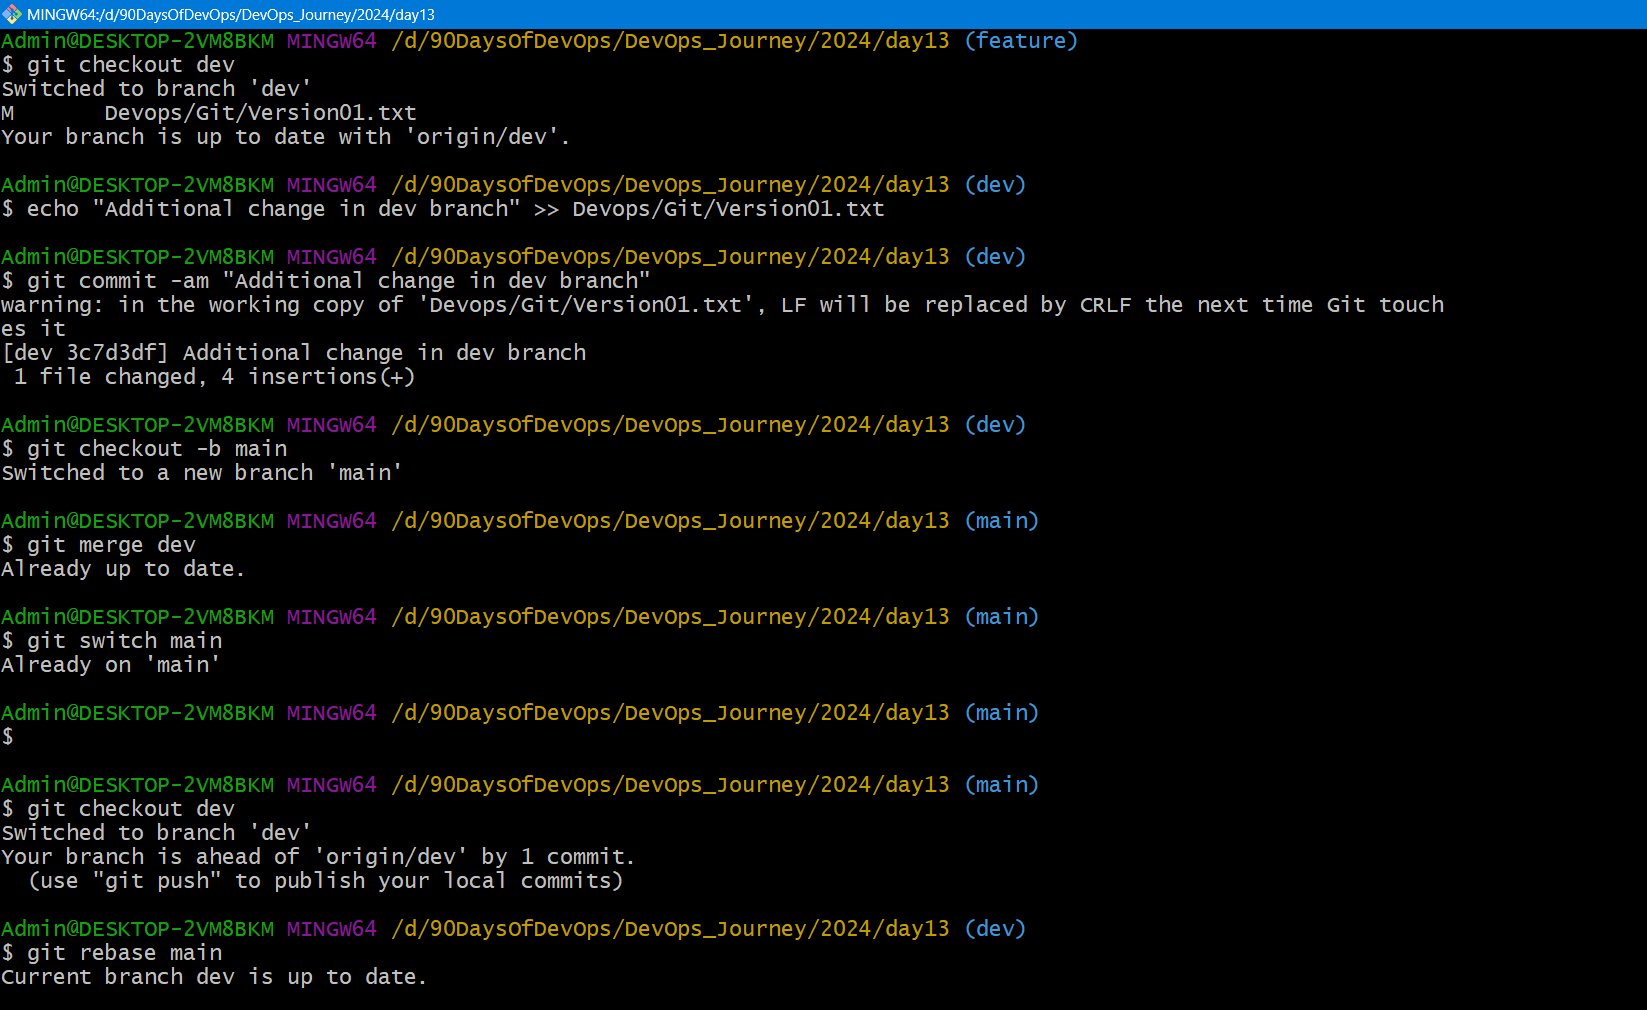 MINGW64:/d/90DaysOfDevOps/DevOps_Journey/2024/day13
Admin@DESKTOP-2VM8BKM MINGW64 /d/90DaysOfDevOps/DevOps_Journey/2024/day13 (feature)
$ git checkout dev
Switched to branch 'dev'
M       Devops/Git/Version01.txt
Your branch is up to date with 'origin/dev'.
Admin@DESKTOP-2VM8BKM MINGW64 /d/90DaysOfDevOps/DevOps_Journey/2024/day13 (dev)
$ echo "Additional change in dev branch" >> Devops/Git/Version01.txt
Admin@DESKTOP-2VM8BKM MINGW64 /d/90DaysOfDevOps/DevOps_Journey/2024/day13 (dev)
$ git commit -am "Additional change in dev branch"
warning: in the working copy of 'Devops/Git/Version01.txt', LF will be replaced by CRLF the next time Git touch
es it
[dev 3c7d3df] Additional change in dev branch
 1 file changed, 4 insertions(+)
Admin@DESKTOP-2VM8BKM MINGW64 /d/90DaysOfDevOps/DevOps_Journey/2024/day13 (dev)
$ git checkout -b main
Switched to a new branch 'main'
Admin@DESKTOP-2VM8BKM MINGW64 /d/90DaysOfDevOps/DevOps_Journey/2024/day13 (main)
$ git merge dev
Already up to date.
Admin@DESKTOP-2VM8BKM MINGW64 /d/90DaysOfDevOps/DevOps_Journey/2024/day13 (main)
$ git switch main
Already on 'main'
Admin@DESKTOP-2VM8BKM MINGW64 /d/90DaysOfDevOps/DevOps_Journey/2024/day13 (main)
$
Admin@DESKTOP-2VM8BKM MINGW64 /d/90DaysOfDevOps/DevOps_Journey/2024/day13 (main)
$ git checkout dev
Switched to branch 'dev'
Your branch is ahead of 'origin/dev' by 1 commit.
  (use "git push" to publish your local commits)
Admin@DESKTOP-2VM8BKM MINGW64 /d/90DaysOfDevOps/DevOps_Journey/2024/day13 (dev)
$ git rebase main
Current branch dev is up to date.